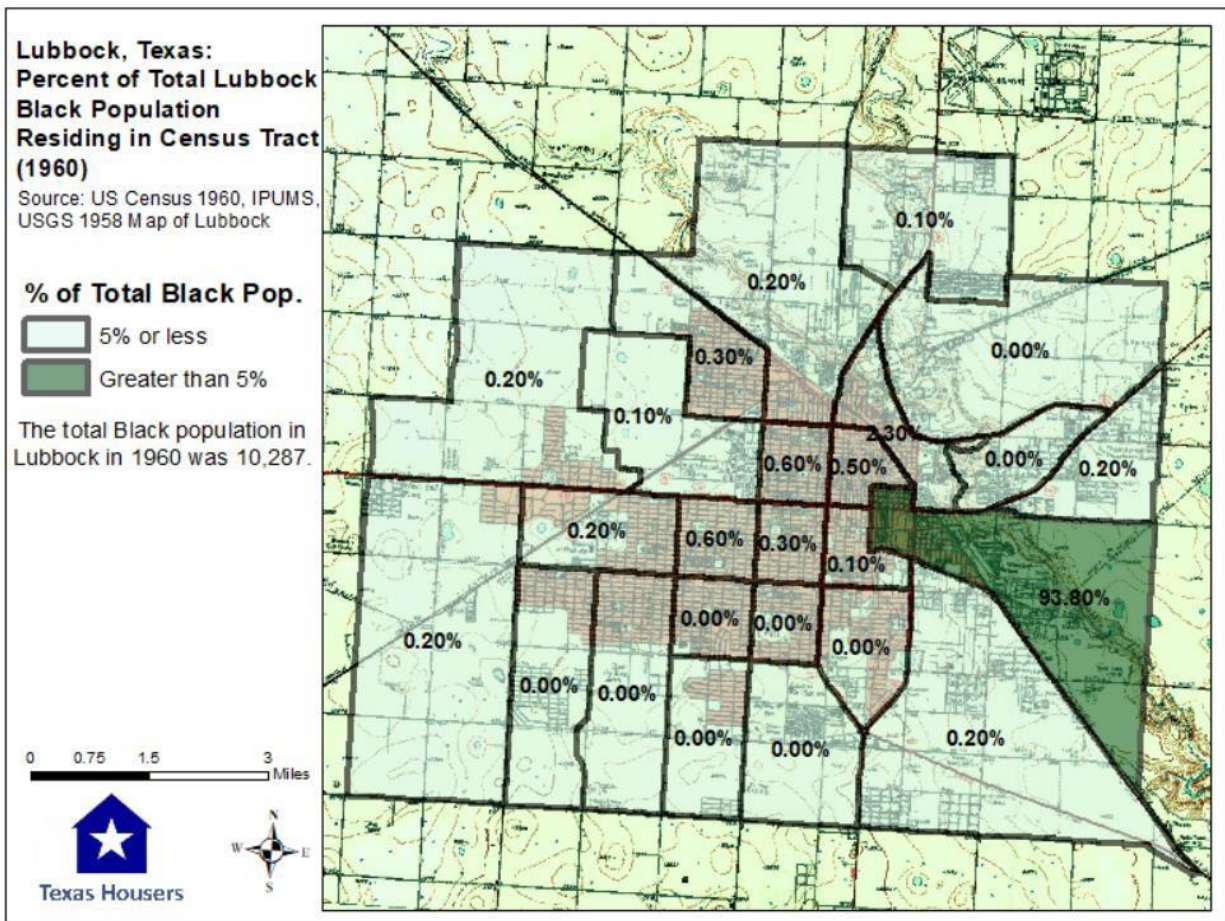 Lubbock, Texas:
Percent of Total Lubbock
Black Population
Residing in Census Tract
(1960)
Source: US Census 1960, IPUMS,
USGS 1958 Map of Lubbock
% of Total Black Pop.
5% or less
Greater than 5%
The total Black population in
Lubbock in 1960 was 10,287.
0 0.75 1.5 3
Miles
Texas Housers
N
W E
S
0.10%
0.20%
0.00%
0.30%
0.20%
0.10%
2.30%
0.60% 0.50%
0.00%
0.20%
0.20%
0.60%
0.30%
0.10%
93.80%
0.00%
0.00%
0.00%
0.20%
0.00%
0.00%
0.00%
0.00%
0.20%